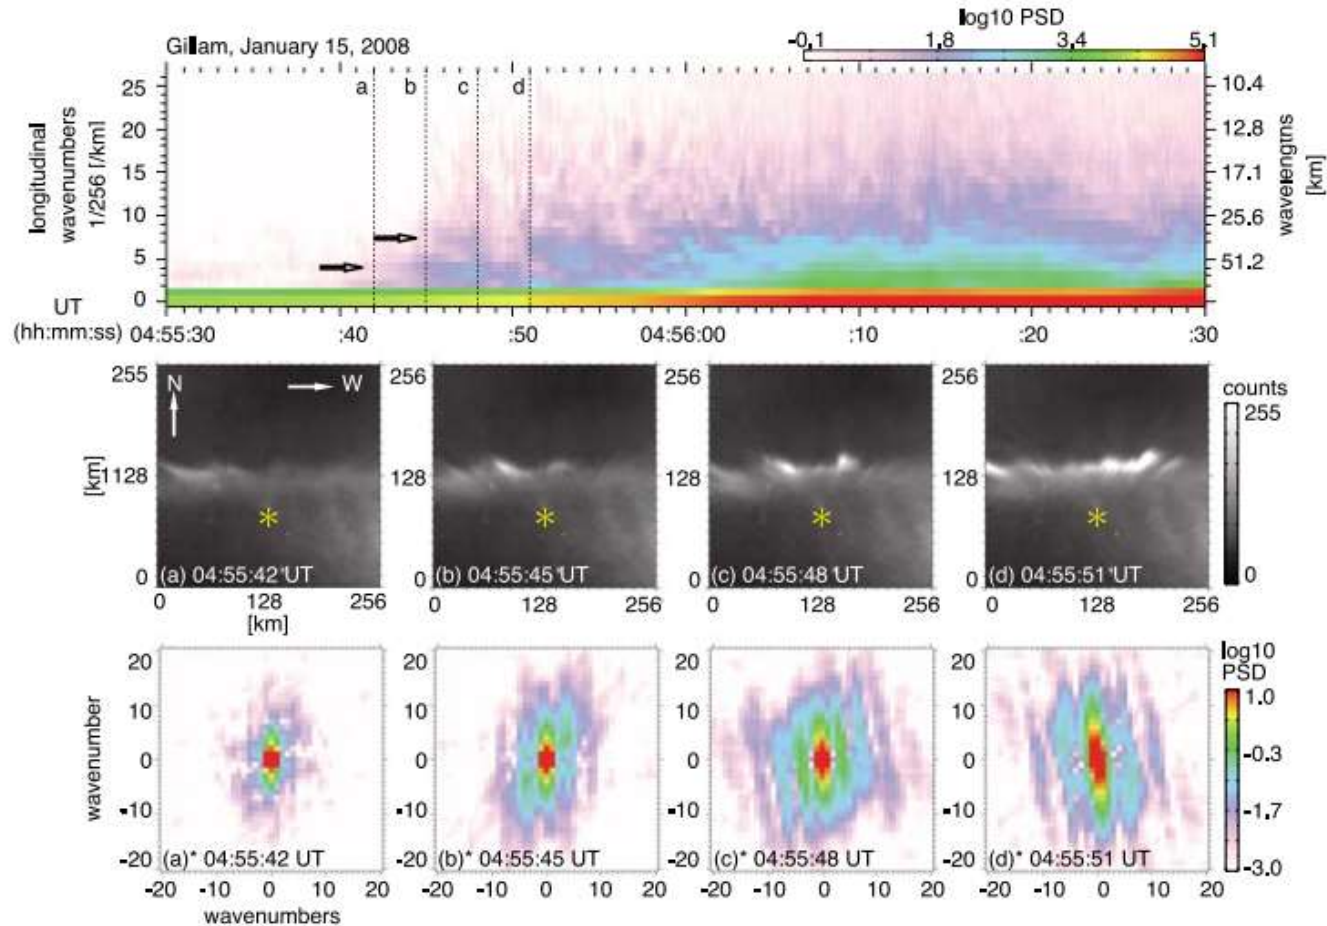 log10 PSD
Gillam, January 15, 2008
-0.1 1.8 3.4 5.1
a b c d
longitudinal wavenumbers 1/256 [/km]
25 20 15 10 5 0
10.4 12.8 17.1 25.6 51.2
wavelengths [km]
UT
(hh:mm:ss) 04:55:30 :40 :50 04:56:00 :10 :20 :30
255 256 256 256
N W
counts
255
[km]
128 128 128 128
0 0 0 0 0
(a) 04:55:42 UT (b) 04:55:45 UT (c) 04:55:48 UT (d) 04:55:51 UT
0 128 256 0 128 256 0 128 256 0 128 256
[km]
log10
PSD
20 20 20 20
1.0
10 10 10 10
wavenumber
0 0 0 0
-0.3
-10 -10 -10 -10
-1.7
-20 -20 -20 -20
-3.0
(a)* 04:55:42 UT (b)* 04:55:45 UT (c)* 04:55:48 UT (d)* 04:55:51 UT
-20 -10 0 10 20 -10 0 10 20 -20 -10 0 10 20 -20 -10 0 10 20
wavenumbers